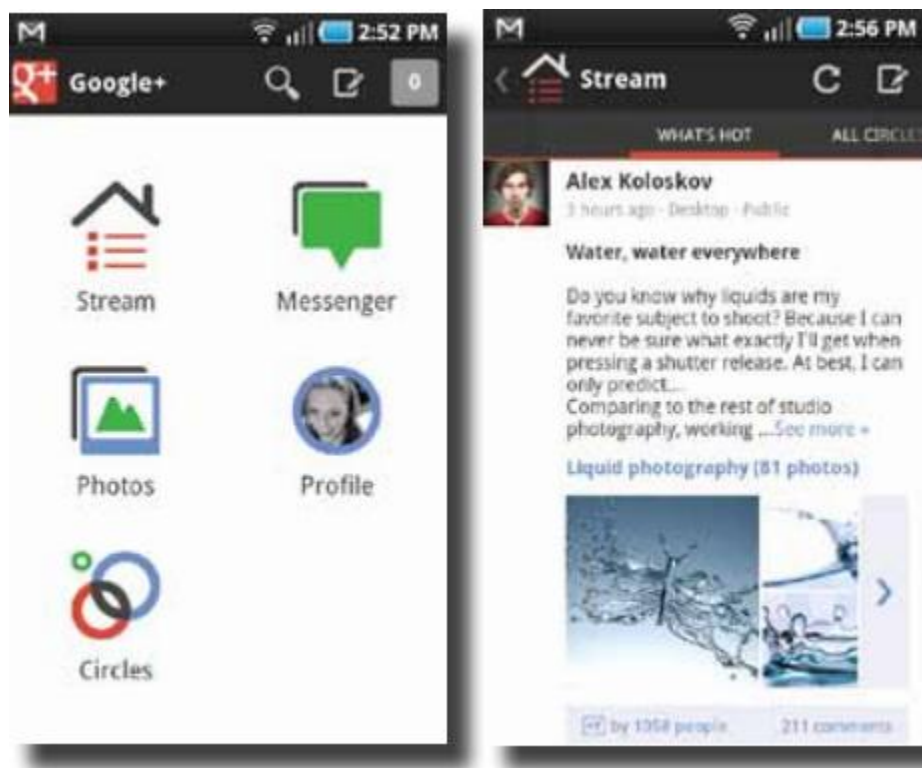 2:52 PM
g+ Google+
0
Stream
Messenger
Photos
Profile
Circles
2:56 PM
Stream
WHAT'S HOT
ALL CIRCLES
Alex Koloskov
3 hours ago - Desktop - Public
Water, water everywhere
Do you know why liquids are my
favorite subject to shoot? Because I can
never be sure what exactly I'll get when
pressing a shutter release. At best, I can
only predict....
Comparing to the rest of studio
photography, working ...See more »
Liquid photography (81 photos)
+1 by 1058 people
211 comments